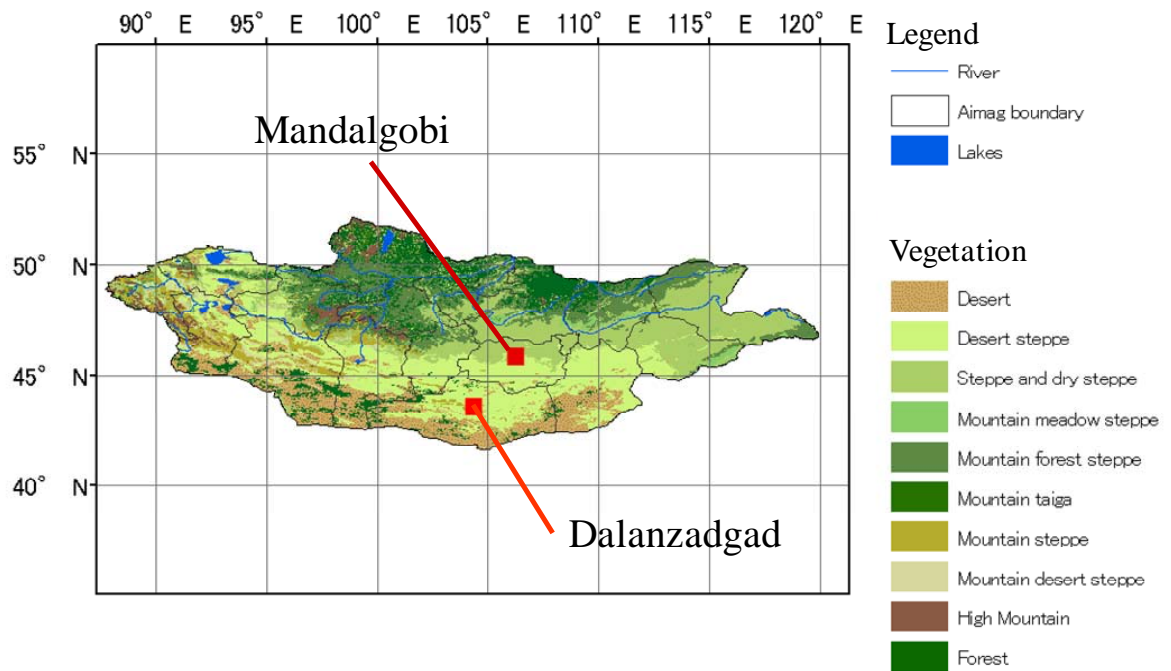 90° E 95° E 100° E 105° E 110° E 115° E 120° E
Legend
River
Aimag boundary
Lakes
Mandalgobi
55° N
50° N
45° N
40° N
Dalanzadgad
Vegetation
Desert
Desert steppe
Steppe and dry steppe
Mountain meadow steppe
Mountain forest steppe
Mountain taiga
Mountain steppe
Mountain desert steppe
High Mountain
Forest